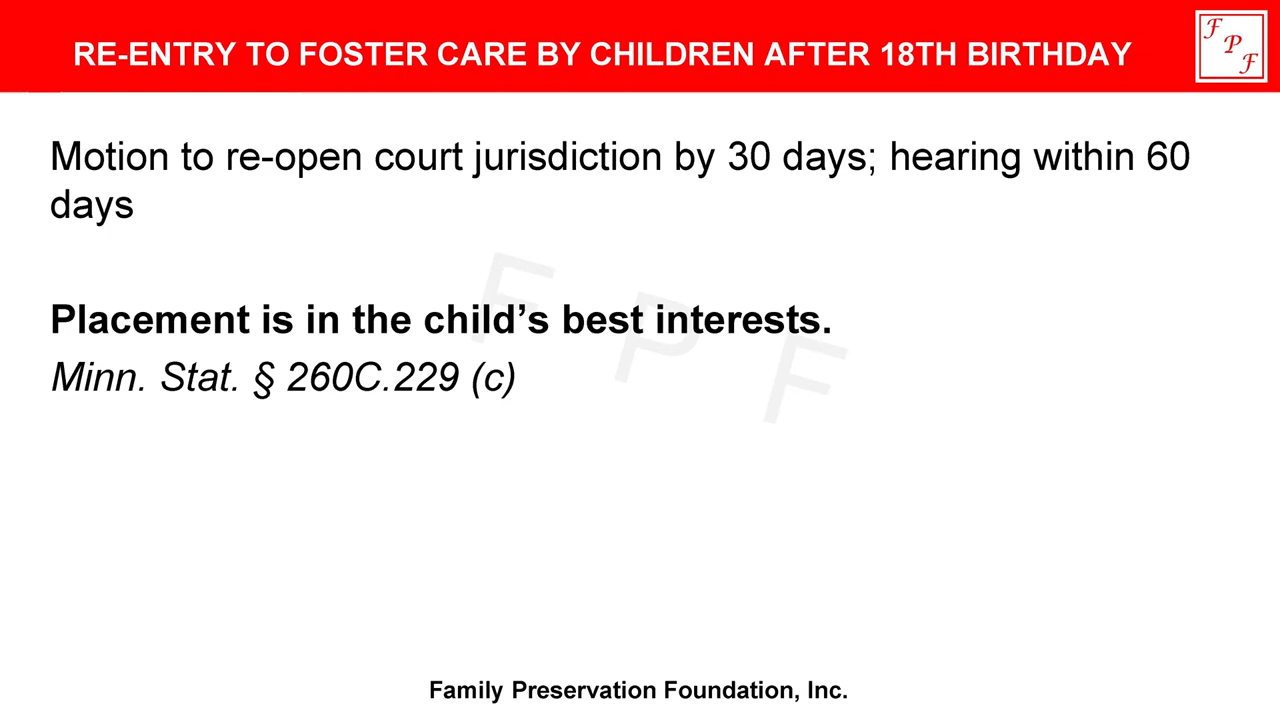 RE-ENTRY TO FOSTER CARE BY CHILDREN AFTER 18TH BIRTHDAY
F
P
F
Motion to re-open court jurisdiction by 30 days; hearing within 60
days
Placement is in the child’s best interests.
Minn. Stat. § 260C.229 (c)
F P F
Family Preservation Foundation, Inc.